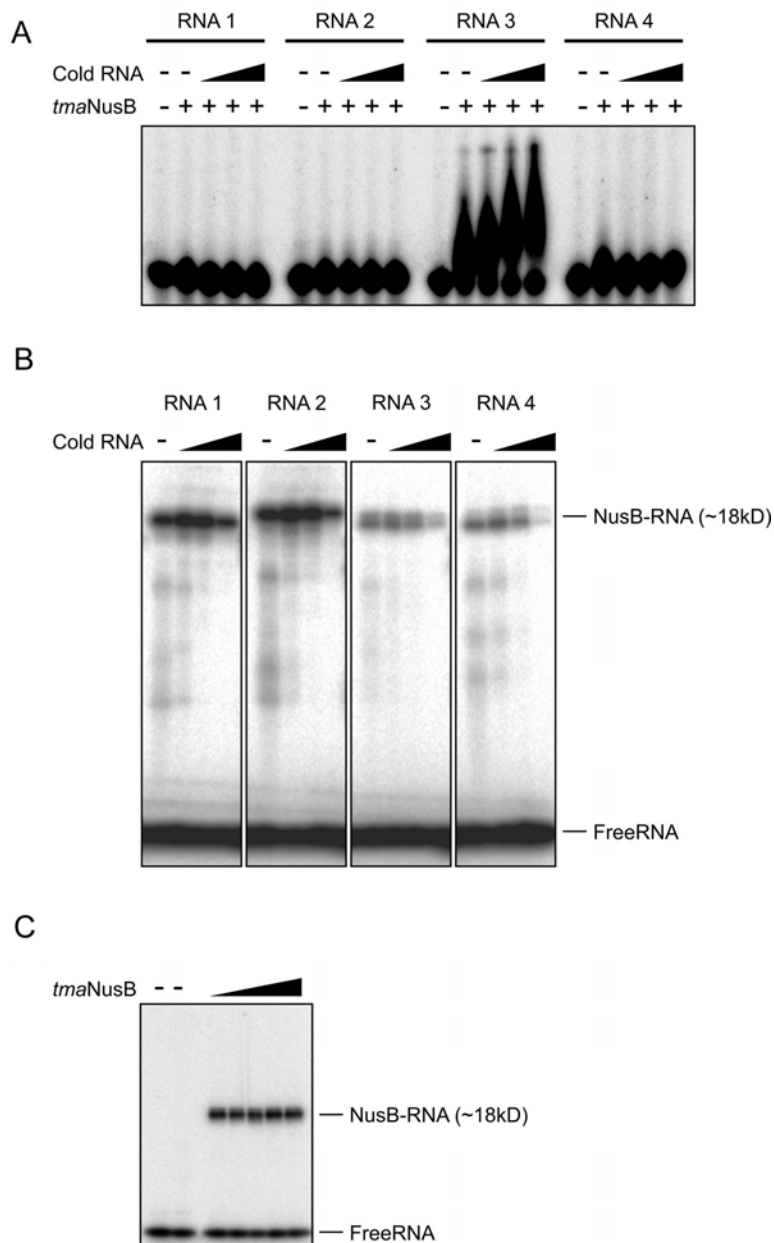 A
RNA 1 RNA 2 RNA 3 RNA 4
Cold RNA - - - - - - - -
tmaNusB - + + + + - + + + + - + + + + - + + + +
B
RNA 1 RNA 2 RNA 3 RNA 4
Cold RNA - - - -
NusB-RNA (~18kD)
FreeRNA
C
tmaNusB - -
NusB-RNA (~18kD)
FreeRNA